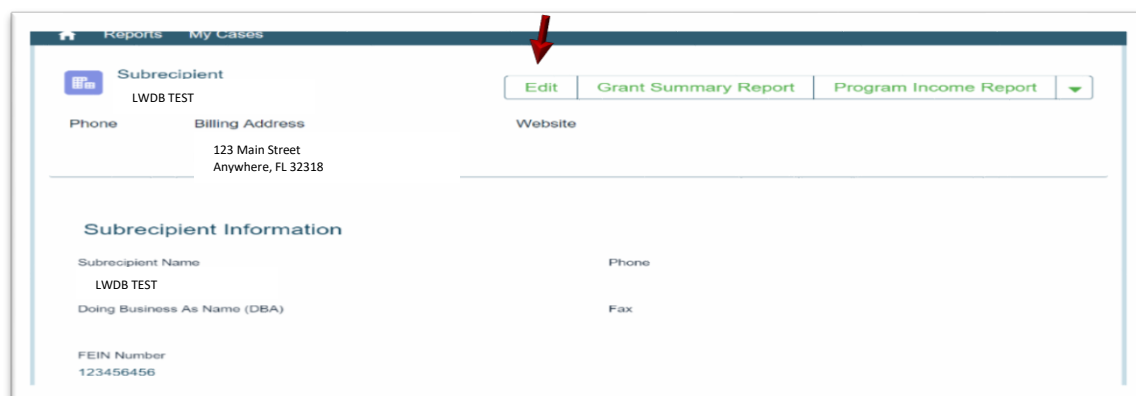 Reports My Cases
Subrecipient
LWDB TEST
Edit Grant Summary Report Program Income Report
Phone Billing Address Website
123 Main Street
Anywhere, FL 32318
Subrecipient Information
Subrecipient Name Phone
LWDB TEST
Doing Business As Name (DBA) Fax
FEIN Number
123456456